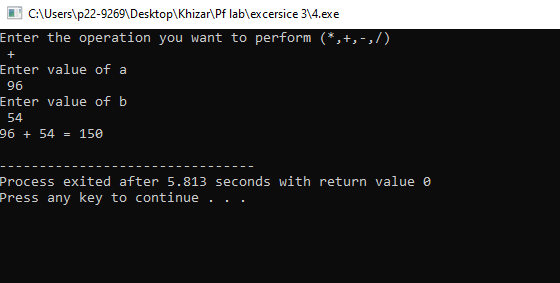 C:\Users\p22-9269\Desktop\Khizar\Pf lab\excersice 3\4.exe
Enter the operation you want to perform (*,+,-,/)
+
Enter value of a
96
Enter value of b
54
96 + 54 = 150
--------------------------------
Process exited after 5.813 seconds with return value 0
Press any key to continue . . .